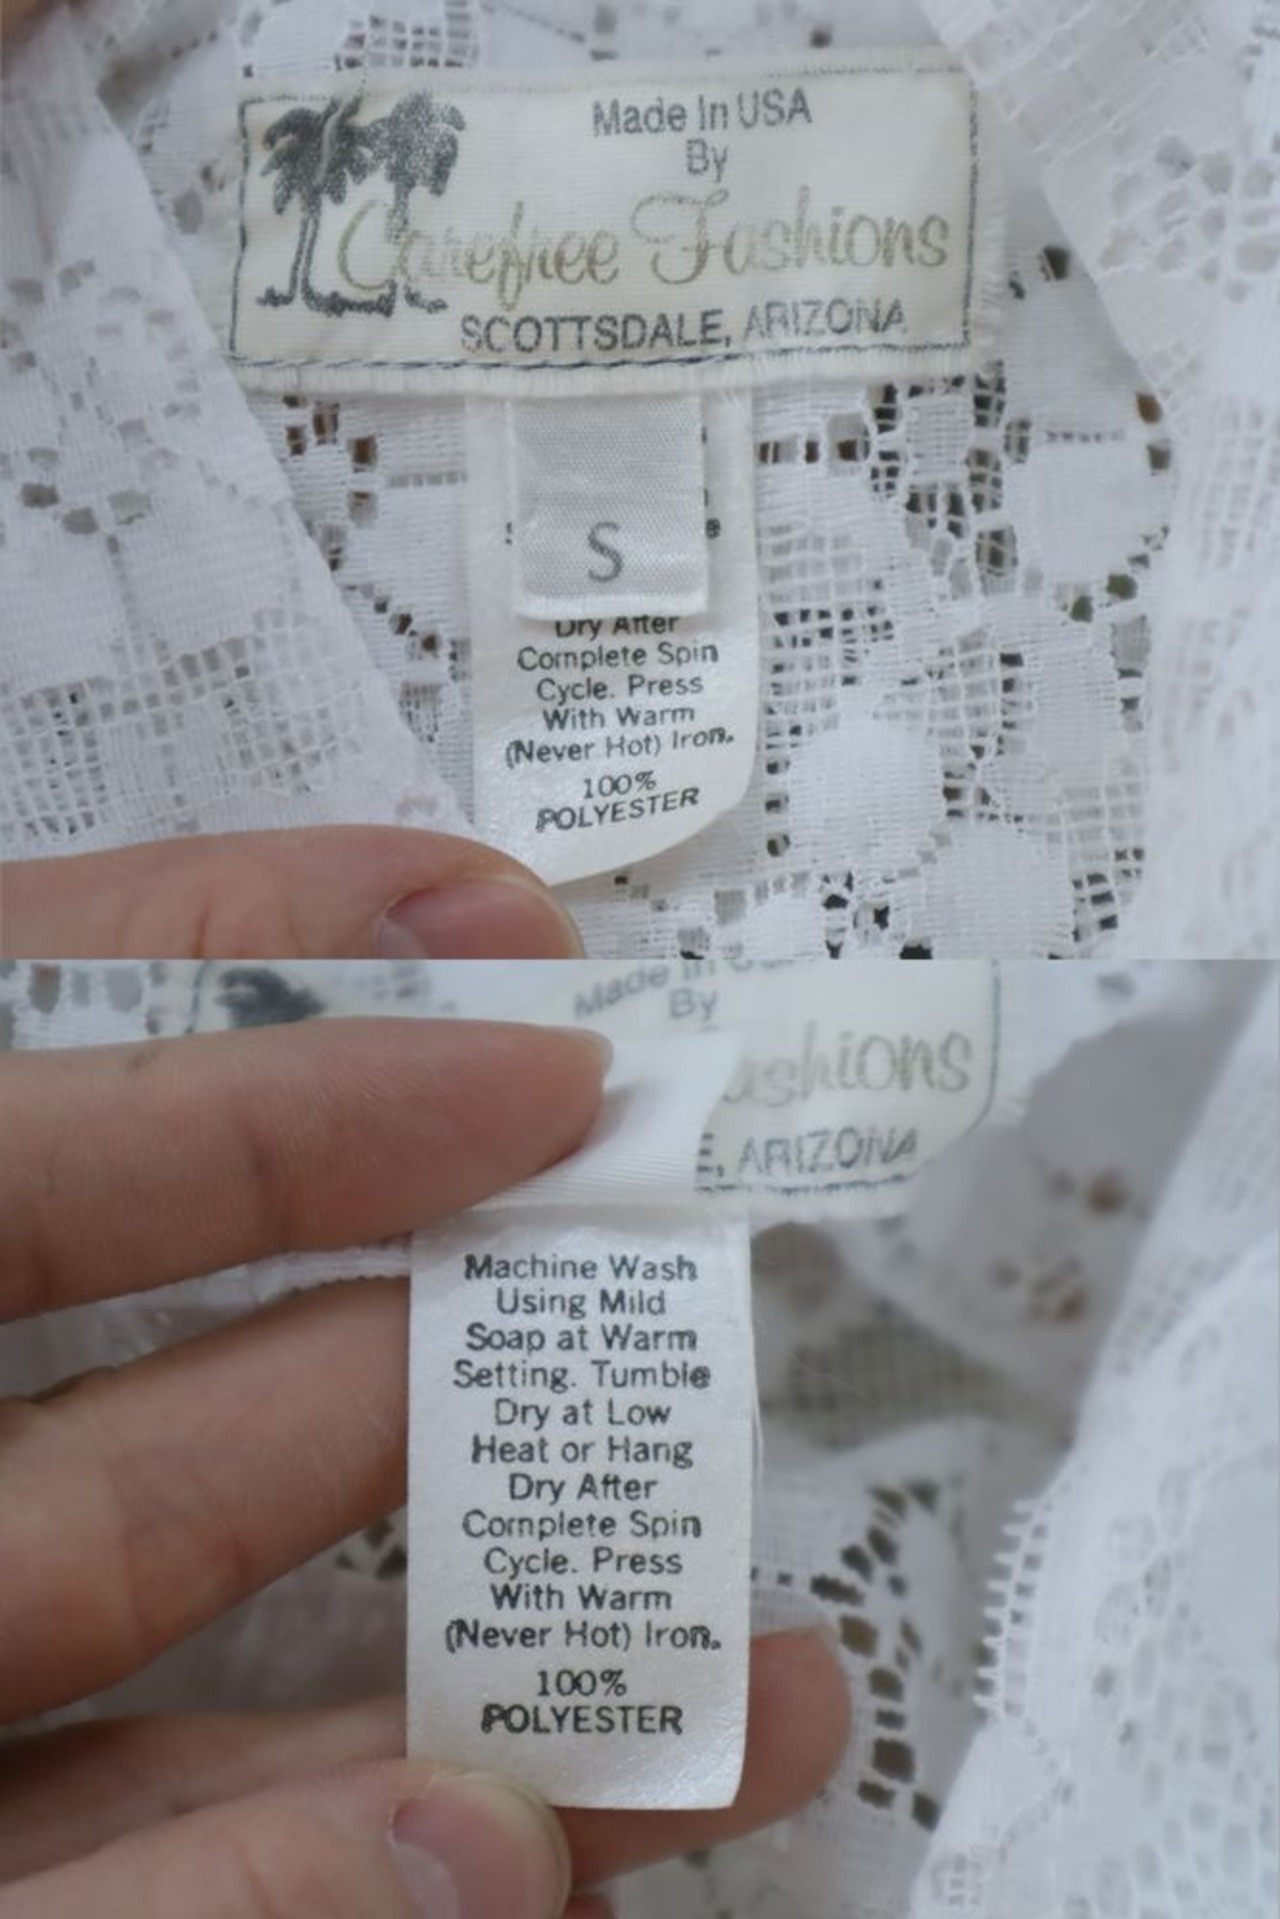 Made In USA
By
Carefree Fashions
SCOTTSDALE, ARIZONA
S
Dry After
Complete Spin
Cycle. Press
With Warm
(Never Hot) Iron.
100%
POLYESTER
Made In
By
ashions
E, ARIZONA
Machine Wash
Using Mild
Soap at Warm
Setting. Tumble
Dry at Low
Heat or Hang
Dry After
Complete Spin
Cycle. Press
With Warm
(Never Hot) Iron.
100%
POLYESTER